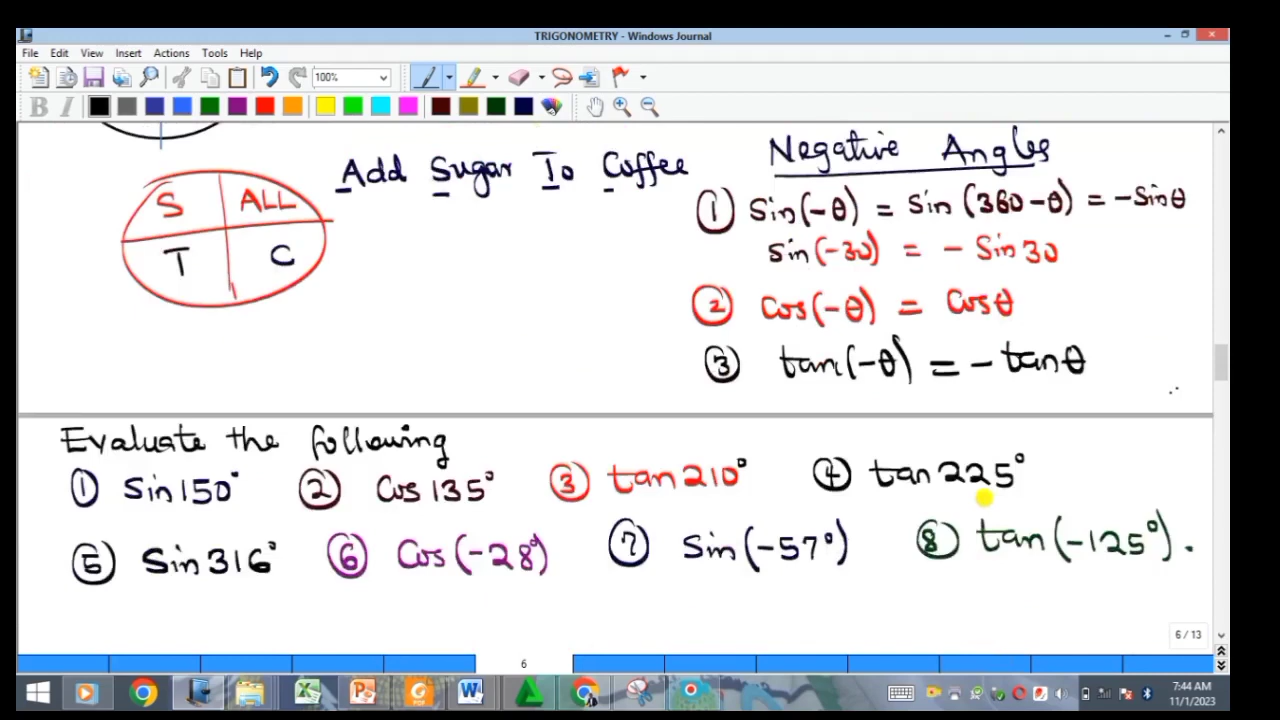 TRIGONOMETRY - Windows Journal
File Edit View Insert Actions Tools Help
100%
B I
Add Sugar To Coffee
S ALL
T C
Negative Angles
① Sin(-θ) = Sin (360-θ) = -Sinθ
sin(-30) = - Sin30
② Cos(-θ) = Cosθ
③ tan(-θ) = -tanθ
Evaluate the following
① Sin150° ② Cos135° ③ tan210° ④ tan225°
⑤ Sin316° ⑥ Cos(-28°) ⑦ Sin(-57°) ⑧ tan(-125°).
6 / 13
6
7:44 AM
11/1/2023